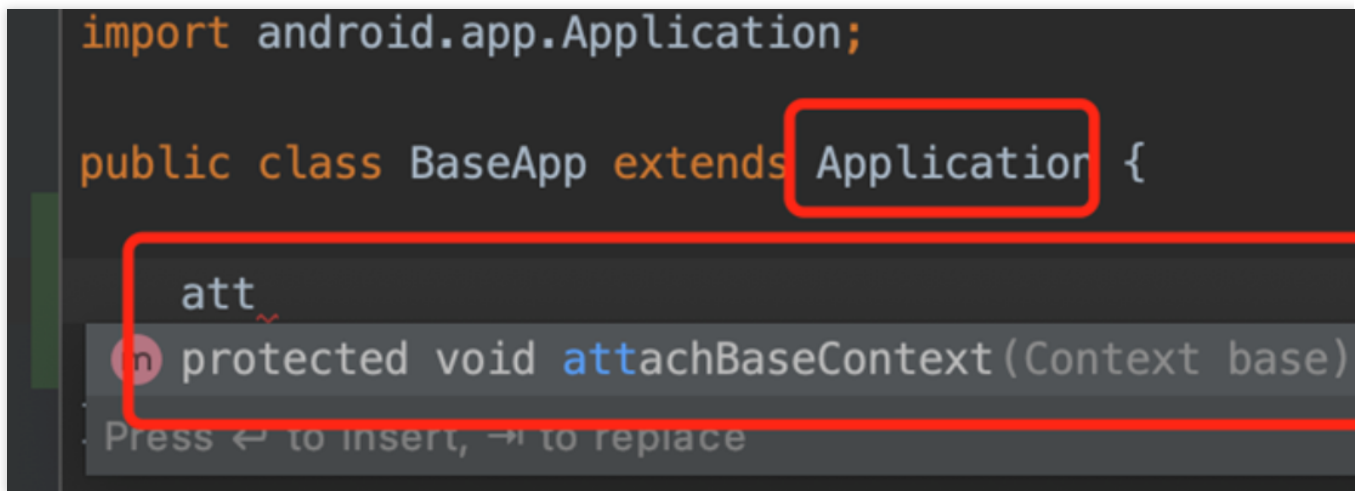 import android.app.Application;
public class BaseApp extends Application {
att
m protected void attachBaseContext(Context base)
Press ↵ to insert, ⇥ to replace